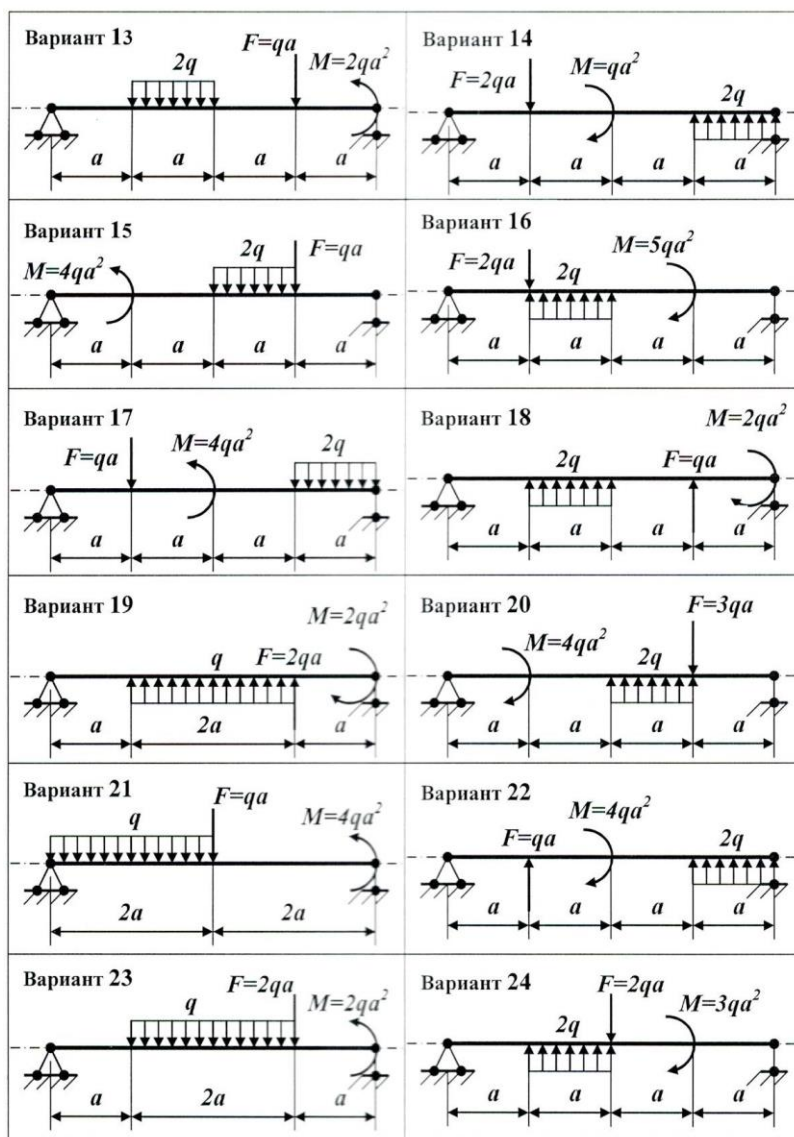 Вариант 13
2q
F=qa
M=2qa²
a a a a
Вариант 14
F=2qa
M=qa²
2q
a a a a
Вариант 15
M=4qa²
2q
F=qa
a a a a
Вариант 16
F=2qa
2q
M=5qa²
a a a a
Вариант 17
F=qa
M=4qa²
2q
a a a a
Вариант 18
2q
F=qa
M=2qa²
a a a a
Вариант 19
q
F=2qa
M=2qa²
a 2a a
Вариант 20
M=4qa²
2q
F=3qa
a a a a
Вариант 21
q
F=qa
M=4qa²
2a 2a
Вариант 22
F=qa
M=4qa²
2q
a a a a
Вариант 23
q
F=2qa
M=2qa²
a 2a a
Вариант 24
2q
F=2qa
M=3qa²
a a a a